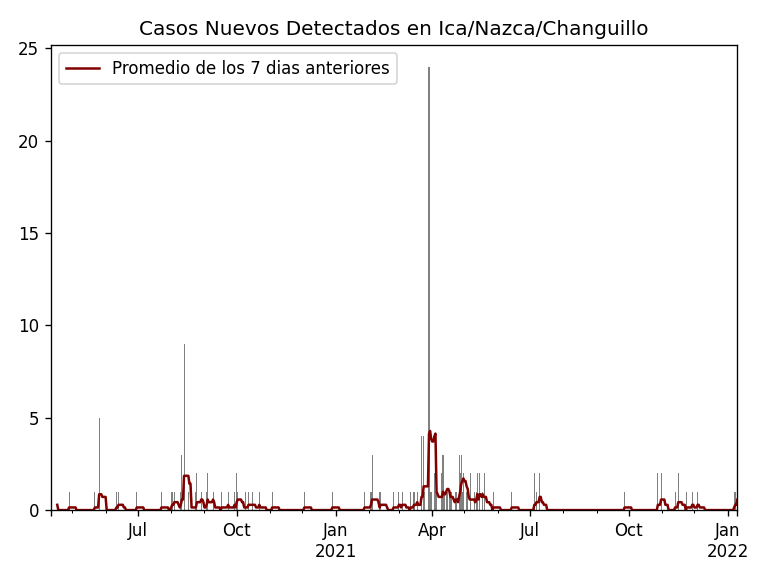 Casos Nuevos Detectados en Ica/Nazca/Changuillo
Promedio de los 7 dias anteriores
25
20
15
10
5
0
Jul Oct Jan Apr Jul Oct Jan
2021 2022